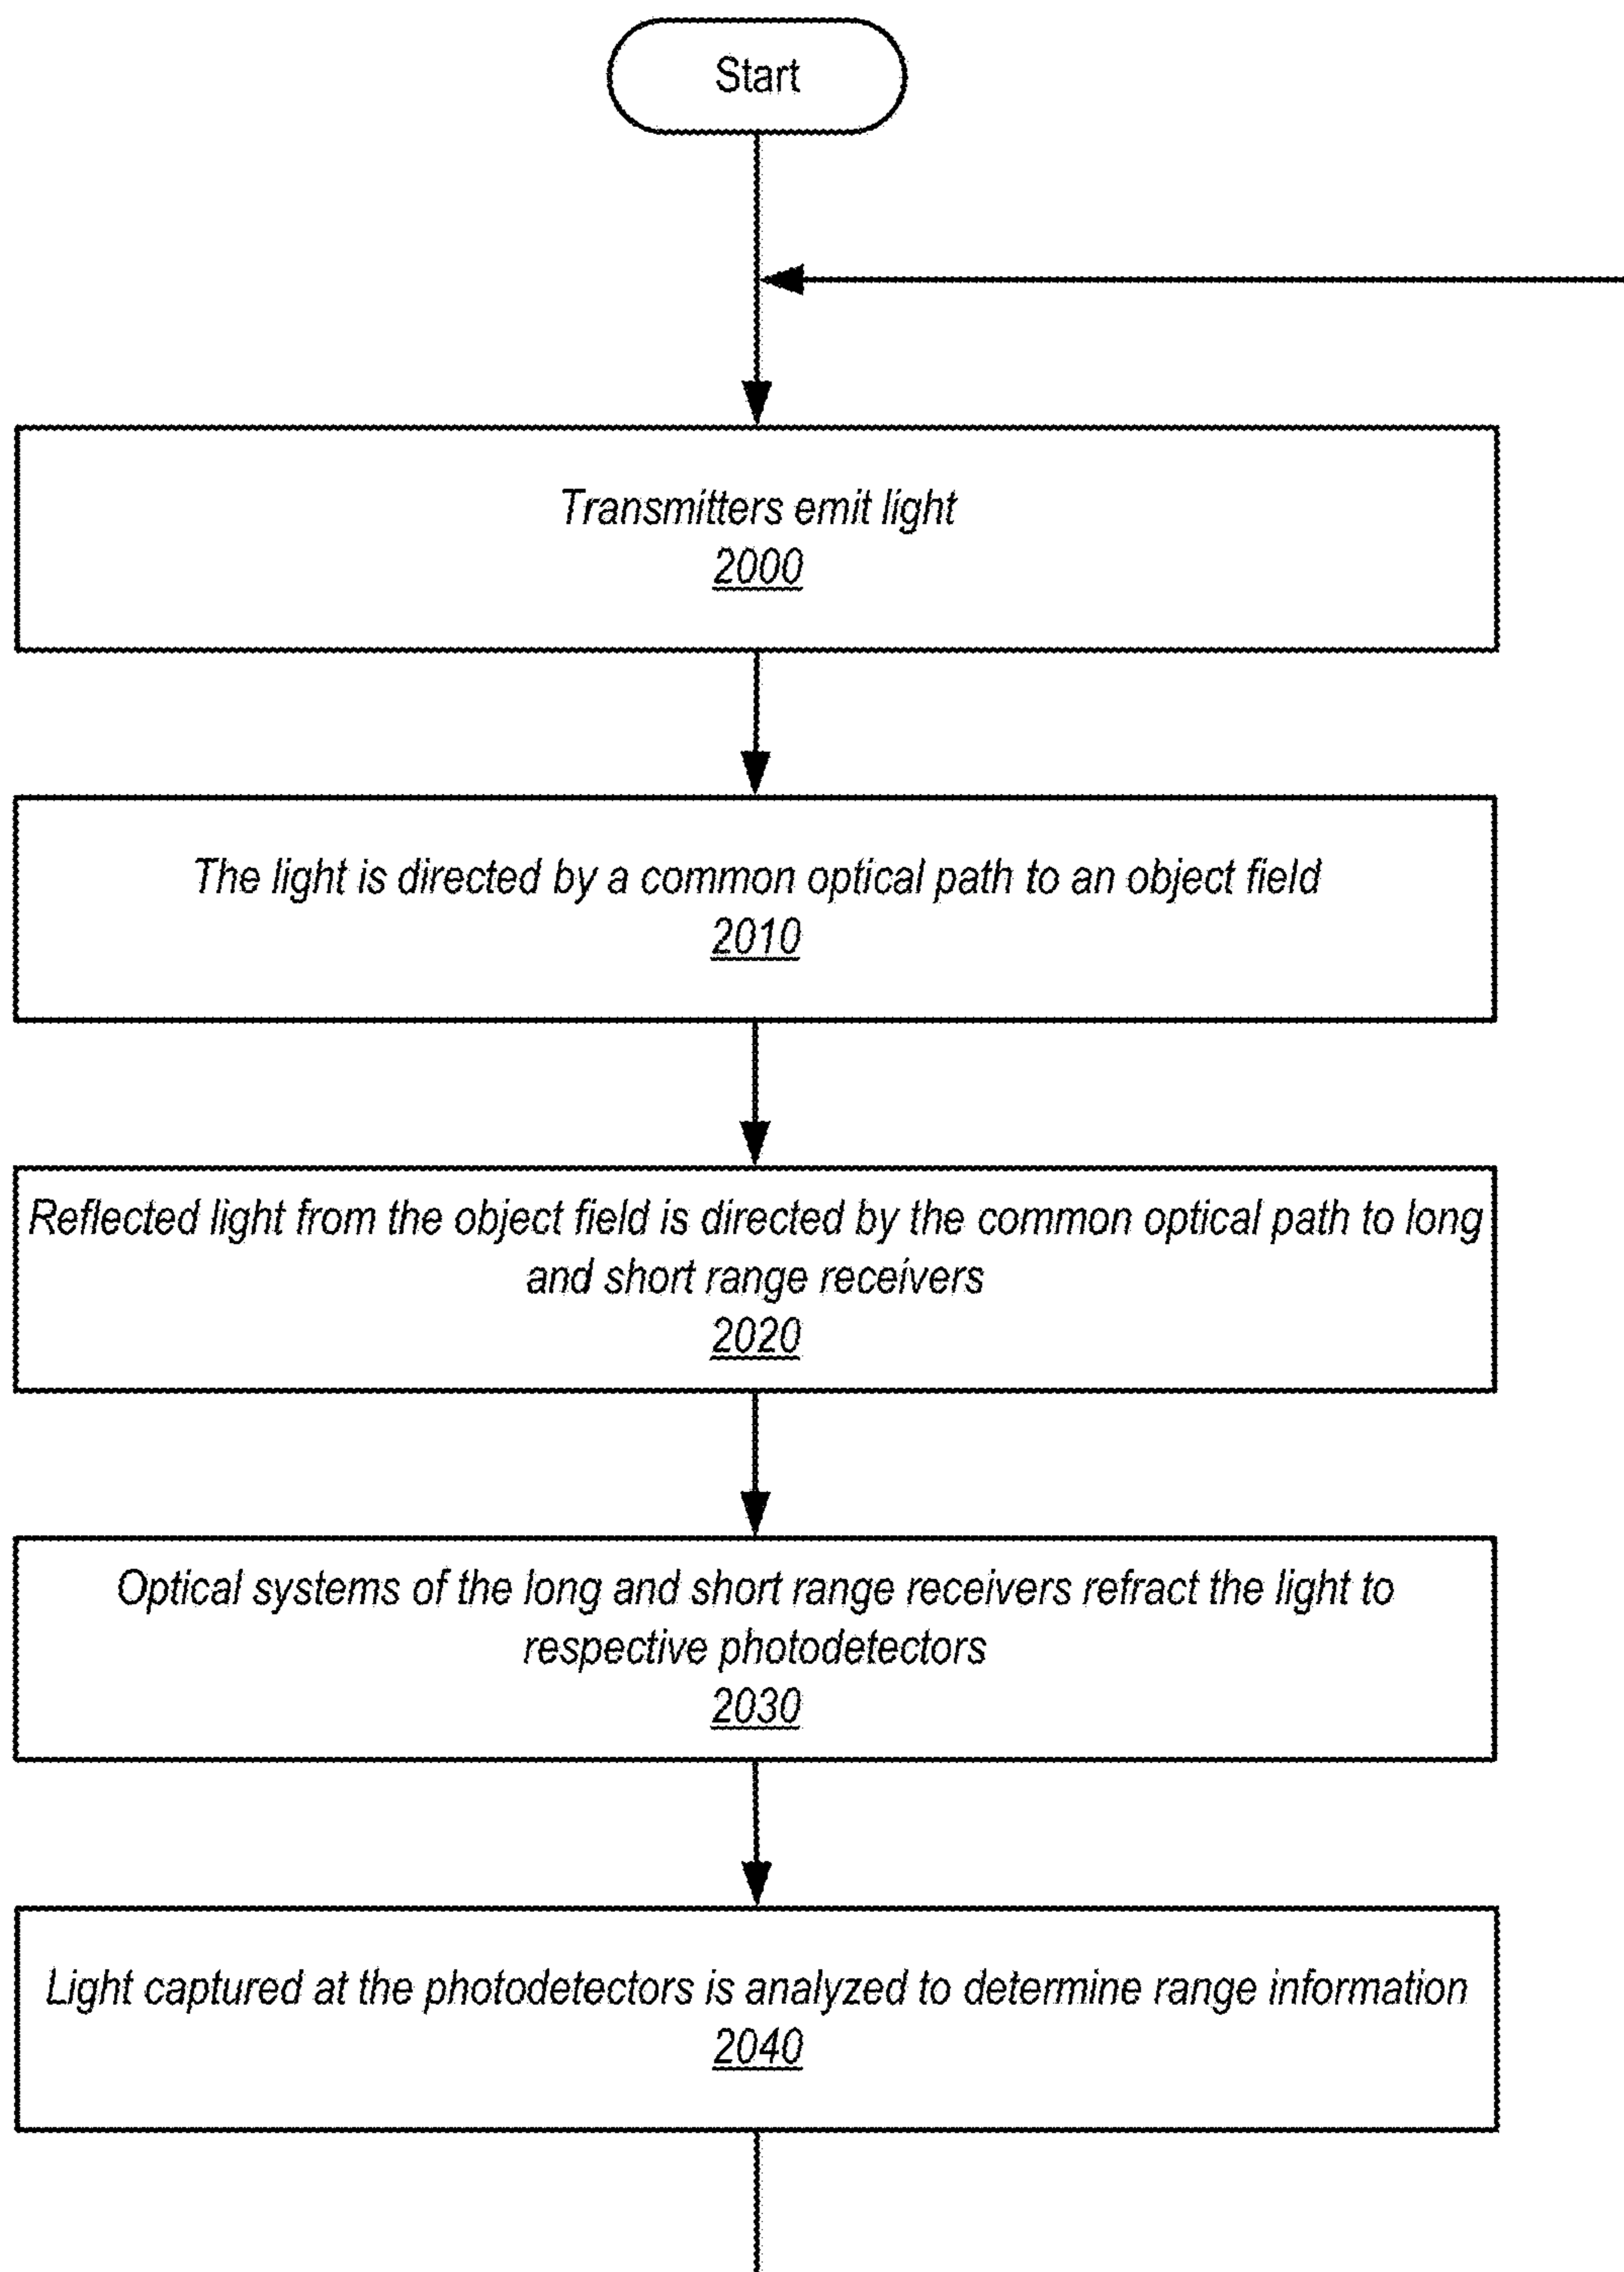 Start
Transmitters emit light
2000
The light is directed by a common optical path to an object field
2010
Reflected light from the object field is directed by the common optical path to long
and short range receivers
2020
Optical systems of the long and short range receivers refract the light to
respective photodetectors
2030
Light captured at the photodetectors is analyzed to determine range information
2040